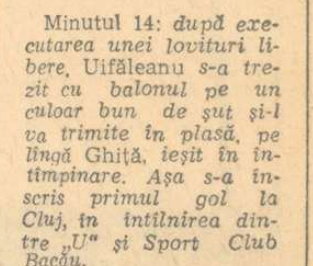 Minutul 14: după exe-
cutarea unei lovituri li-
bere, Uifăleanu s-a tre-
zit cu balonul pe un
culoar bun de șut și-l
va trimite în plasă, pe
lîngă Ghiță, ieșit în în-
tîmpinare. Așa s-a în-
scris primul gol la
Cluj, în întîlnirea din-
tre „U“ și Sport Club
Bacău.